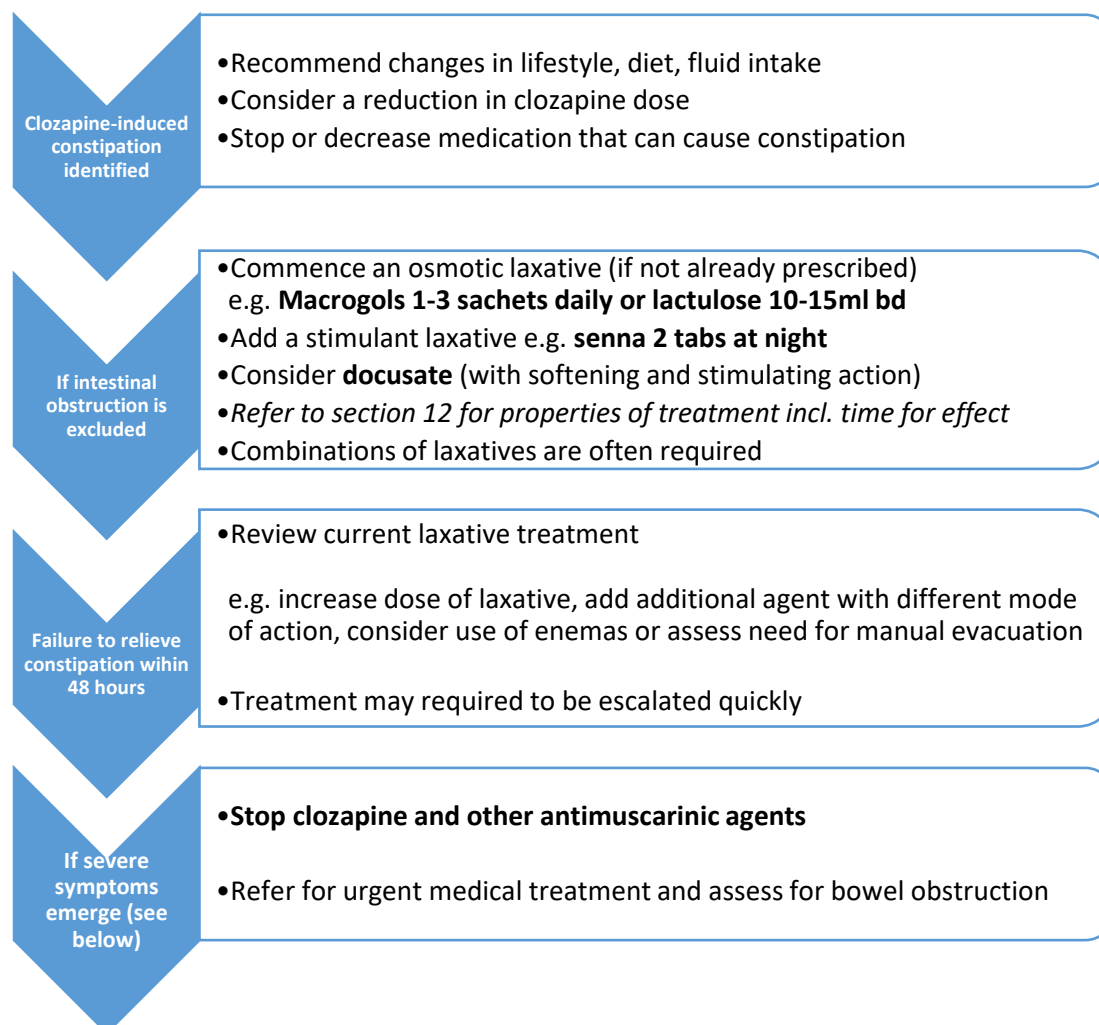 Clozapine-induced
constipation
identified
•Recommend changes in lifestyle, diet, fluid intake
•Consider a reduction in clozapine dose
•Stop or decrease medication that can cause constipation
If intestinal
obstruction is
excluded
•Commence an osmotic laxative (if not already prescribed)
e.g. Macrogols 1-3 sachets daily or lactulose 10-15ml bd
•Add a stimulant laxative e.g. senna 2 tabs at night
•Consider docusate (with softening and stimulating action)
•Refer to section 12 for properties of treatment incl. time for effect
•Combinations of laxatives are often required
Failure to relieve
constipation wihin
48 hours
•Review current laxative treatment
e.g. increase dose of laxative, add additional agent with different mode
of action, consider use of enemas or assess need for manual evacuation
•Treatment may required to be escalated quickly
If severe
symptoms
emerge (see
below)
•Stop clozapine and other antimuscarinic agents
•Refer for urgent medical treatment and assess for bowel obstruction